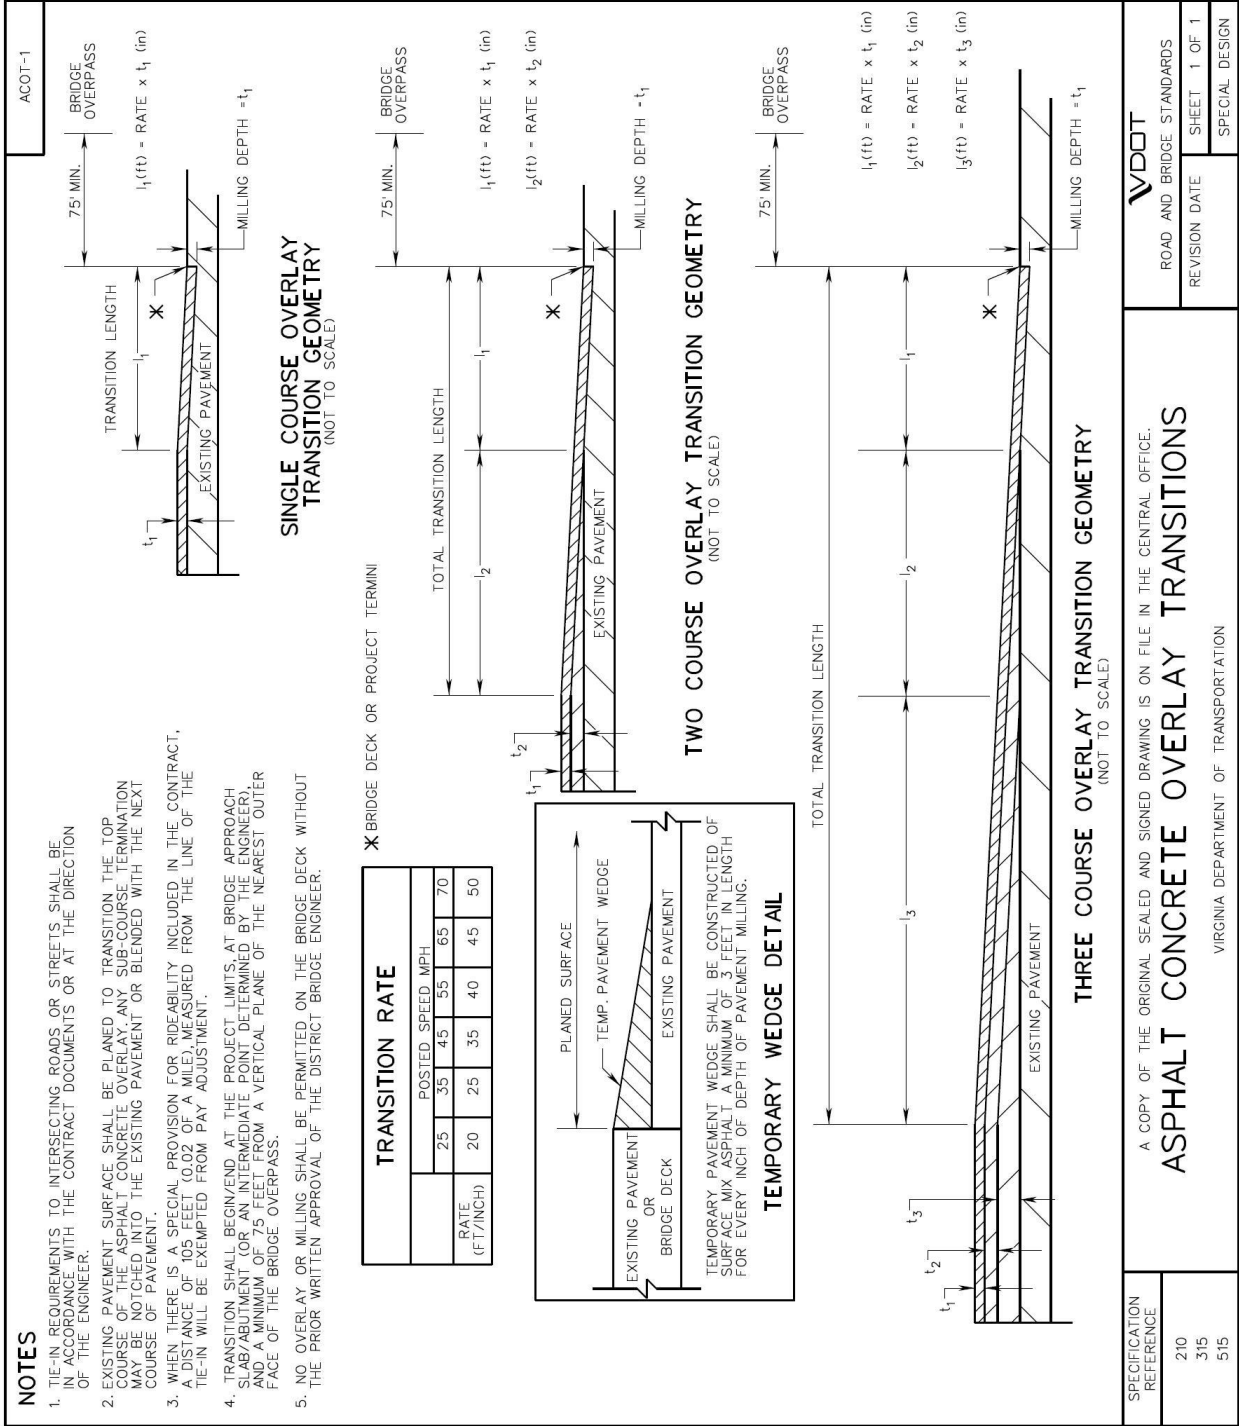 ACOT-1
NOTES
1. TIE-IN REQUIREMENTS TO INTERSECTING ROADS OR STREETS SHALL BE
IN ACCORDANCE WITH THE CONTRACT DOCUMENTS OR AT THE DIRECTION
OF THE ENGINEER.
2. EXISTING PAVEMENT SURFACE SHALL BE PLANED TO TRANSITION THE TOP
COURSE OF THE ASPHALT CONCRETE OVERLAY. ANY SUB-COURSE TERMINATION
MAY BE NOTCHED INTO THE EXISTING PAVEMENT OR BLENDED WITH THE NEXT
COURSE OF PAVEMENT.
3. WHEN THERE IS A SPECIAL PROVISION FOR RIDEABILITY INCLUDED IN THE CONTRACT,
A DISTANCE OF 105 FEET (0.02 OF A MILE), MEASURED FROM THE LINE OF THE
TIE-IN WILL BE EXEMPTED FROM PAY ADJUSTMENT.
4. TRANSITION SHALL BEGIN/END AT THE PROJECT LIMITS, AT BRIDGE APPROACH
SLAB/ABUTMENT (OR AN INTERMEDIATE POINT DETERMINED BY THE ENGINEER),
AND A MINIMUM OF 75 FEET FROM A VERTICAL PLANE OF THE NEAREST OUTER
FACE OF THE BRIDGE OVERPASS.
5. NO OVERLAY OR MILLING SHALL BE PERMITTED ON THE BRIDGE DECK WITHOUT
THE PRIOR WRITTEN APPROVAL OF THE DISTRICT BRIDGE ENGINEER.
TRANSITION RATE
POSTED SPEED MPH
25 35 45 55 65 70
RATE
(FT/INCH)
20 25 35 40 45 50
* BRIDGE DECK OR PROJECT TERMINI
PLANED SURFACE
TEMP. PAVEMENT WEDGE
EXISTING PAVEMENT
OR
BRIDGE DECK
EXISTING PAVEMENT
TEMPORARY PAVEMENT WEDGE SHALL BE CONSTRUCTED OF
SURFACE MIX ASPHALT A MINIMUM OF 3 FEET IN LENGTH
FOR EVERY INCH OF DEPTH OF PAVEMENT MILLING.
TEMPORARY WEDGE DETAIL
BRIDGE
OVERPASS
75' MIN.
TRANSITION LENGTH
l1
*
t1
EXISTING PAVEMENT
l1(ft) = RATE x t1 (in)
MILLING DEPTH = t1
SINGLE COURSE OVERLAY
TRANSITION GEOMETRY
(NOT TO SCALE)
BRIDGE
OVERPASS
75' MIN.
TOTAL TRANSITION LENGTH
l2
l1
*
t1
t2
EXISTING PAVEMENT
l1(ft) = RATE x t1 (in)
l2(ft) = RATE x t2 (in)
MILLING DEPTH - t1
TWO COURSE OVERLAY TRANSITION GEOMETRY
(NOT TO SCALE)
BRIDGE
OVERPASS
75' MIN.
TOTAL TRANSITION LENGTH
l3
l2
l1
*
t1
t2
t3
EXISTING PAVEMENT
l1(ft) = RATE x t1 (in)
l2(ft) = RATE x t2 (in)
l3(ft) = RATE x t3 (in)
MILLING DEPTH = t1
THREE COURSE OVERLAY TRANSITION GEOMETRY
(NOT TO SCALE)
SPECIFICATION
REFERENCE
210
315
515
A COPY OF THE ORIGINAL SEALED AND SIGNED DRAWING IS ON FILE IN THE CENTRAL OFFICE.
ASPHALT CONCRETE OVERLAY TRANSITIONS
VIRGINIA DEPARTMENT OF TRANSPORTATION
VDOT
ROAD AND BRIDGE STANDARDS
REVISION DATE
SHEET 1 OF 1
SPECIAL DESIGN